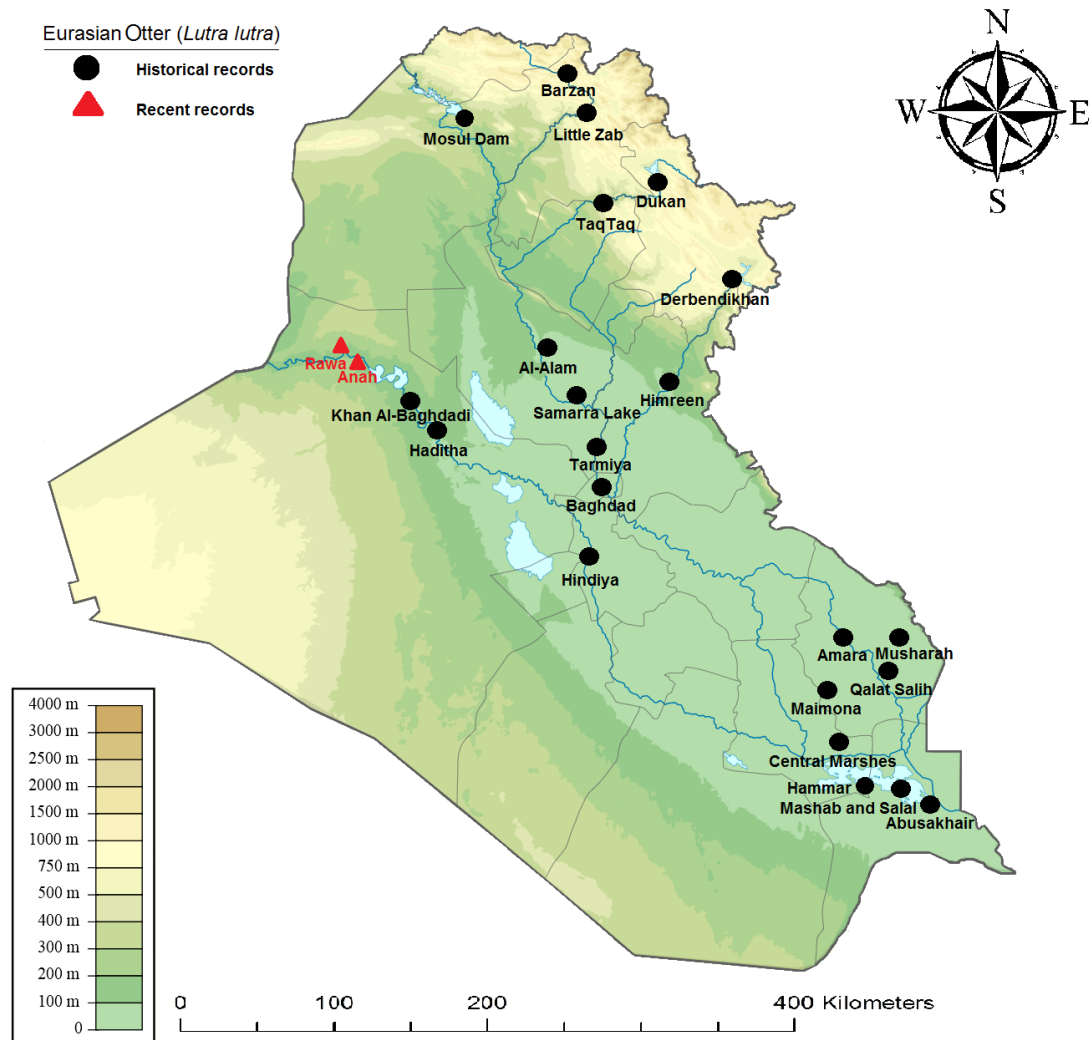 Eurasian Otter (Lutra lutra)
Historical records
Recent records
N
W
E
S
Barzan
Mosul Dam
Little Zab
Dukan
TaqTaq
Derbendikhan
Al-Alam
Rawa
Anah
Himreen
Khan Al-Baghdadi
Samarra Lake
Haditha
Tarmiya
Baghdad
Hindiya
Amara
Musharah
Qalat Salih
Maimona
Central Marshes
Hammar
Mashab and Salal
Abusakhair
4000 m
3000 m
2500 m
2000 m
1500 m
1000 m
750 m
500 m
400 m
300 m
200 m
100 m
0
0 100 200 400 Kilometers